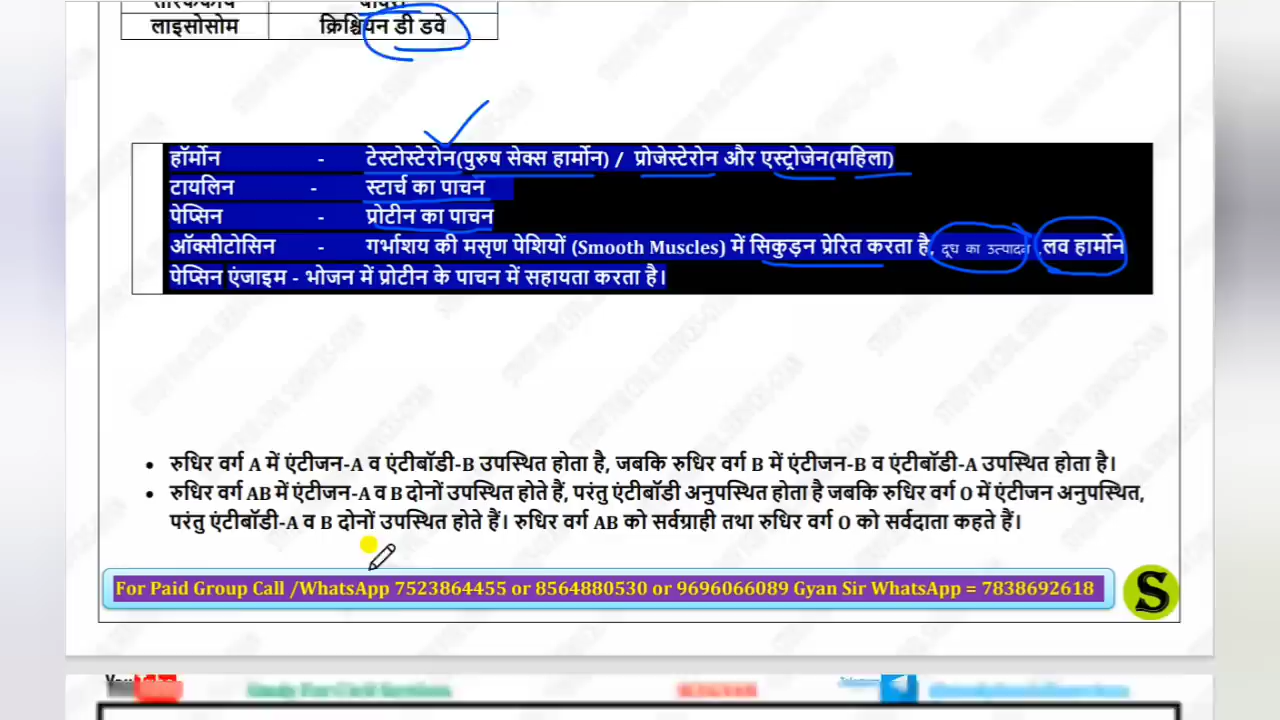 लाइसोसोम क्रिश्चियन डी डवे
हॉर्मोन - टेस्टोस्टेरोन(पुरुष सेक्स हार्मोन) / प्रोजेस्टेरोन और एस्ट्रोजेन(महिला)
टायलिन - स्टार्च का पाचन
पेप्सिन - प्रोटीन का पाचन
ऑक्सीटोसिन - गर्भाशय की मसृण पेशियों (Smooth Muscles) में सिकुड़न प्रेरित करता है, दूध का उत्पादन ,लव हार्मोन
पेप्सिन एंजाइम - भोजन में प्रोटीन के पाचन में सहायता करता है।
• रुधिर वर्ग A में एंटीजन-A व एंटीबॉडी-B उपस्थित होता है, जबकि रुधिर वर्ग B में एंटीजन-B व एंटीबॉडी-A उपस्थित होता है।
• रुधिर वर्ग AB में एंटीजन-A व B दोनों उपस्थित होते हैं, परंतु एंटीबॉडी अनुपस्थित होता है जबकि रुधिर वर्ग O में एंटीजन अनुपस्थित,
परंतु एंटीबॉडी-A व B दोनों उपस्थित होते हैं। रुधिर वर्ग AB को सर्वग्राही तथा रुधिर वर्ग O को सर्वदाता कहते हैं।
For Paid Group Call /WhatsApp 7523864455 or 8564880530 or 9696066089 Gyan Sir WhatsApp = 7838692618
S